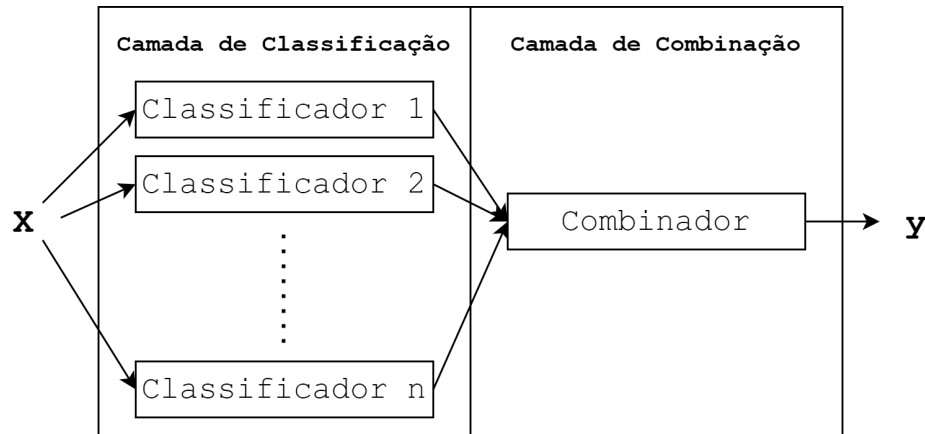 Camada de Classificação
Camada de Combinação
Classificador 1
Classificador 2
X
Combinador
y
Classificador n